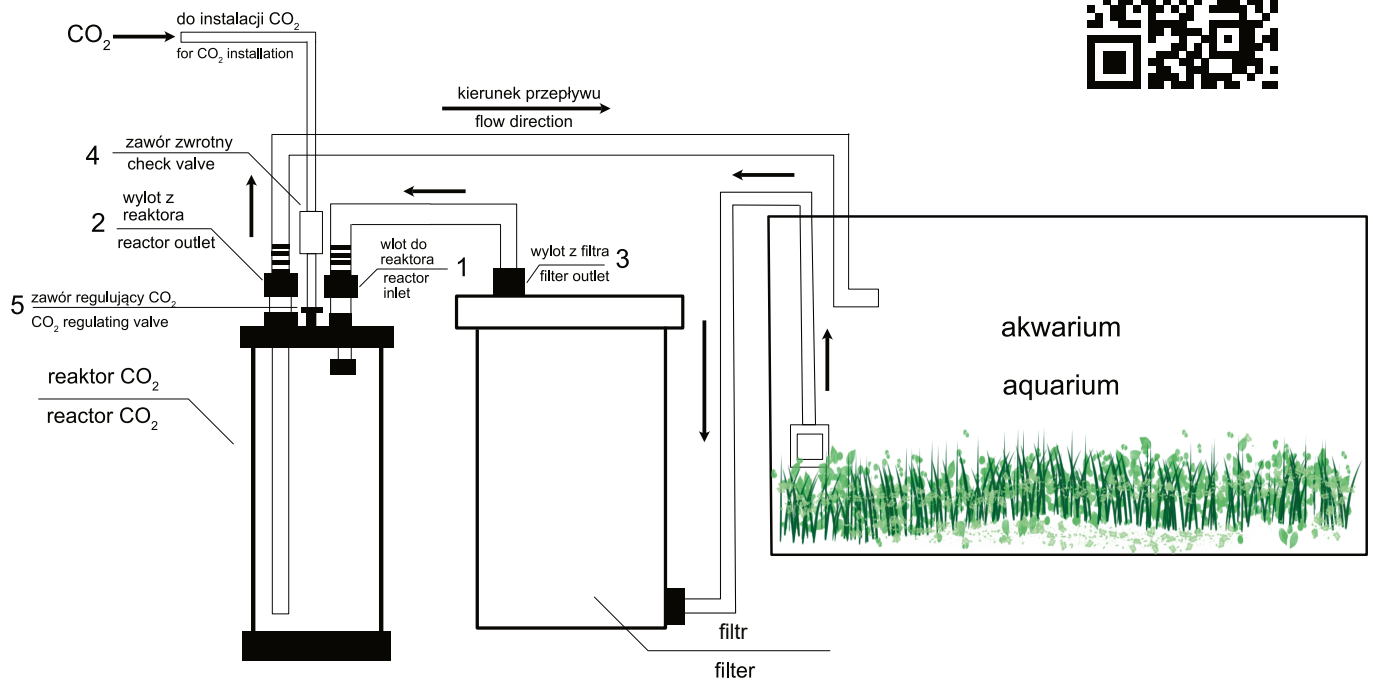 do instalacji CO₂
CO₂
for CO₂ installation
kierunek przepływu
flow direction
4
zawór zwrotny
check valve
2
wylot z
reaktora
reactor outlet
wlot do
reaktora
1
reactor
inlet
wylot z filtra
3
filter outlet
5
zawór regulujący CO₂
CO₂ regulating valve
reaktor CO₂
reactor CO₂
akwarium
aquarium
filtr
filter